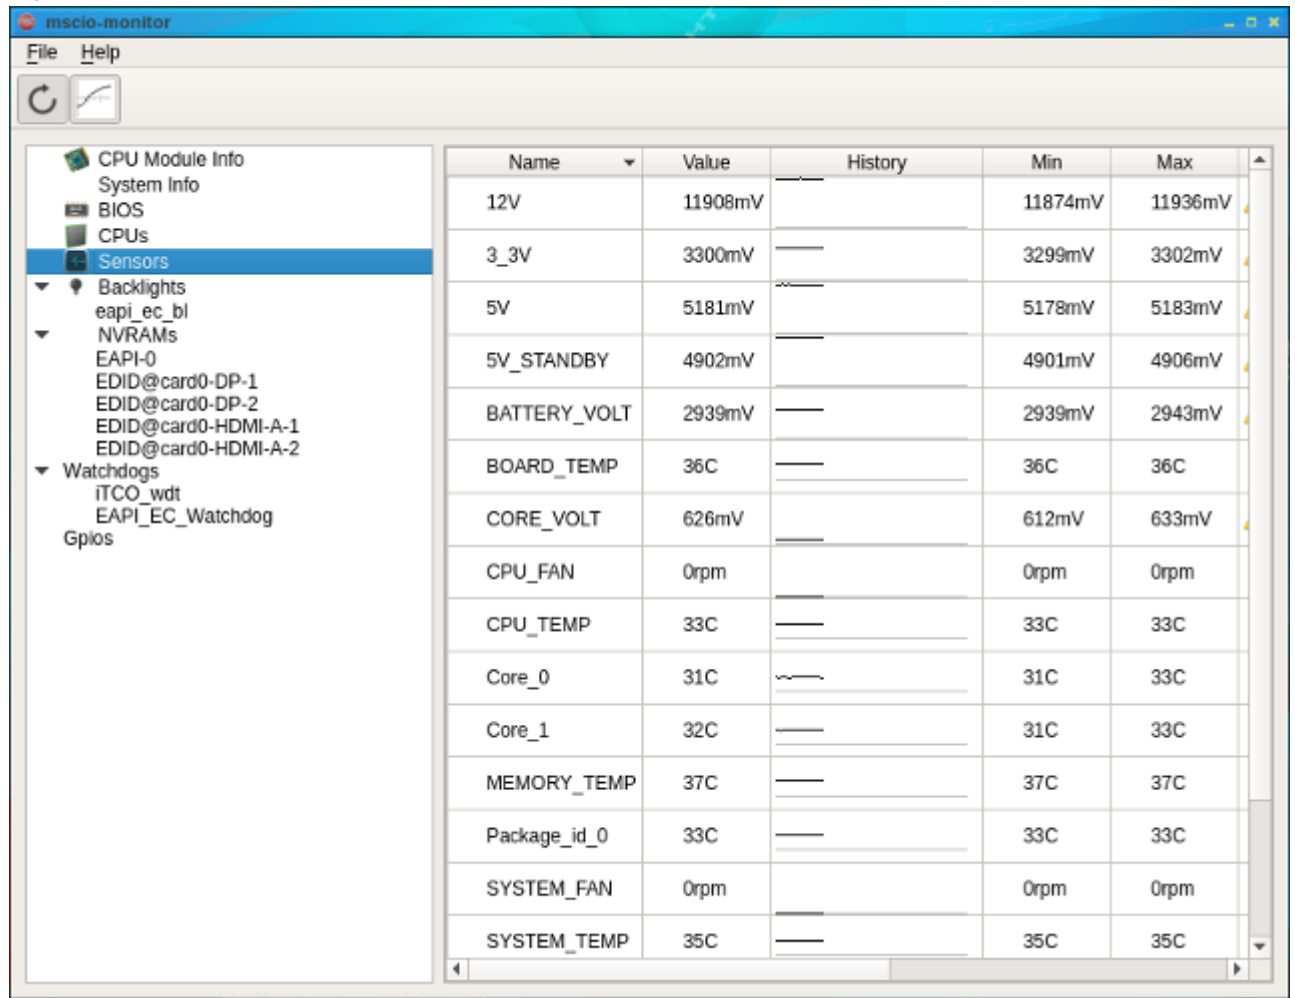 mscio-monitor
File Help
CPU Module Info
System Info
BIOS
CPUs
Sensors
Backlights
eapi_ec_bl
NVRAMs
EAPI-0
EDID@card0-DP-1
EDID@card0-DP-2
EDID@card0-HDMI-A-1
EDID@card0-HDMI-A-2
Watchdogs
iTCO_wdt
EAPI_EC_Watchdog
Gpios
Name Value History Min Max
12V 11908mV 11874mV 11936mV
3_3V 3300mV 3299mV 3302mV
5V 5181mV 5178mV 5183mV
5V_STANDBY 4902mV 4901mV 4906mV
BATTERY_VOLT 2939mV 2939mV 2943mV
BOARD_TEMP 36C 36C 36C
CORE_VOLT 626mV 612mV 633mV
CPU_FAN 0rpm 0rpm 0rpm
CPU_TEMP 33C 33C 33C
Core_0 31C 31C 33C
Core_1 32C 31C 33C
MEMORY_TEMP 37C 37C 37C
Package_id_0 33C 33C 33C
SYSTEM_FAN 0rpm 0rpm 0rpm
SYSTEM_TEMP 35C 35C 35C